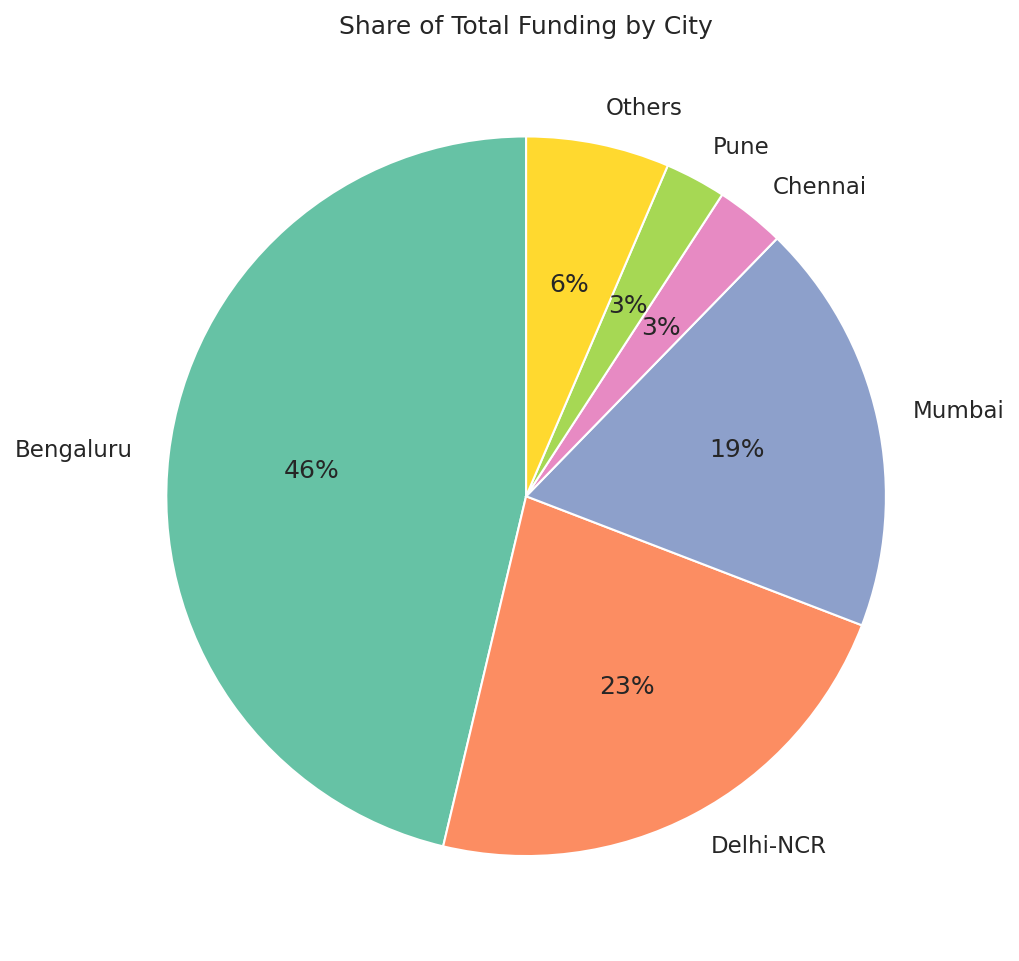 Share of Total Funding by City
Others
Pune
Chennai
6%
3%
3%
Mumbai
Bengaluru
46%
19%
23%
Delhi-NCR